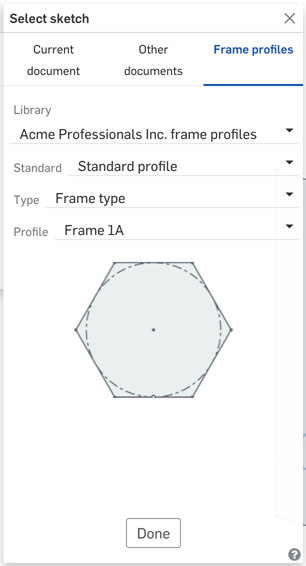 Select sketch
Current document
Other documents
Frame profiles
Library
Acme Professionals Inc. frame profiles
Standard Standard profile
Type Frame type
Profile Frame 1A
Done